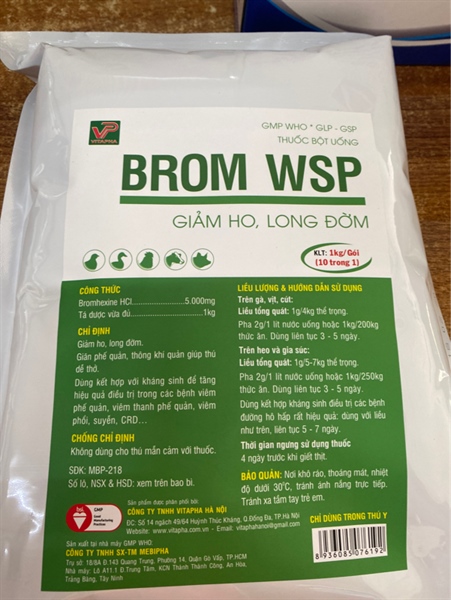 VP
VITAPHA
GMP WHO * GLP - GSP
THUỐC BỘT UỐNG
BROM WSP
GIẢM HO, LONG ĐỜM
KLT: 1kg/Gói
(10 trong 1)
CÔNG THỨC
Bromhexine HCl..................5.000mg
Tá dược vừa đủ.........................1kg
CHỈ ĐỊNH
Giảm ho, long đờm.
Giãn phế quản, thông khí quản giúp thú
dễ thở.
Dùng kết hợp với kháng sinh để tăng
hiệu quả điều trị trong các bệnh viêm
phế quản, viêm thanh phế quản, viêm
phổi, suyễn, CRD...
CHỐNG CHỈ ĐỊNH
Không dùng cho thú mẫn cảm với thuốc.
SĐK: MBP-218
Số lô, NSX & HSD: xem trên bao bì.
LIỀU LƯỢNG & HƯỚNG DẪN SỬ DỤNG
Trên gà, vịt, cút:
Liều tổng quát: 1g/4kg thể trọng.
Pha 2g/1 lít nước uống hoặc 1kg/200kg
thức ăn. Dùng liên tục 3 - 5 ngày.
Trên heo và gia súc:
Liều tổng quát: 1g/5-7kg thể trọng.
Pha 2g/1 lít nước uống hoặc 1kg/250kg
thức ăn. Dùng liên tục 3 - 5 ngày.
Dùng kết hợp kháng sinh điều trị các bệnh
đường hô hấp rất hiệu quả: dùng với liều
như trên, liên tục 5 - 7 ngày.
Thời gian ngưng sử dụng thuốc
4 ngày trước khi giết thịt.
BẢO QUẢN: Nơi khô ráo, thoáng mát, nhiệt
độ dưới 30°C, tránh ánh nắng trực tiếp.
Tránh xa tầm tay trẻ em.
GMP
Good
Manufacturing
Practices
Sản phẩm được phân phối bởi:
CÔNG TY TNHH VITAPHA HÀ NỘI
ĐC: Số 14 ngách 49/64 Huỳnh Thúc Kháng, Q.Đống Đa, TP.Hà Nội
Website: www.vitapha.com.vn - Email: vitaphahanoi@gmail.com
Sản xuất tại nhà máy GMP WHO:
CÔNG TY TNHH SX-TM MEBIPHA
Trụ sở: 18/8A Đ.143 Quang Trung, Phường 14, Quận Gò Vấp, TP.HCM
Nhà máy: Lô A11.1 Đ.Trung Tâm, KCN Thành Thành Công, An Hòa,
Trảng Bàng, Tây Ninh
CHỈ DÙNG TRONG THÚ Y
8 936085 076192